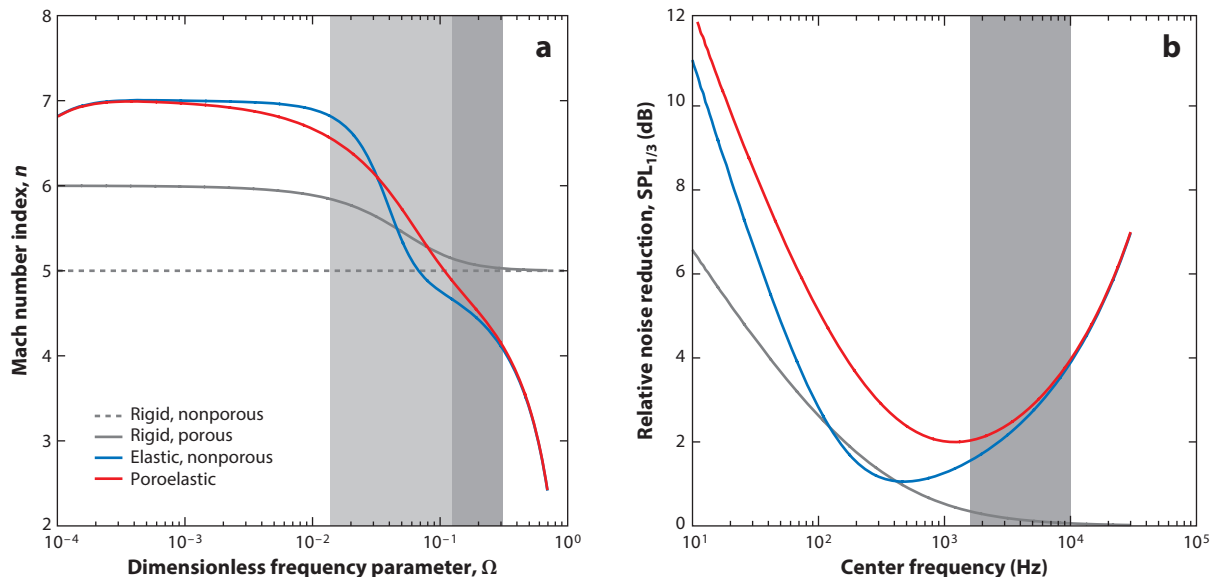 a
7
6
5
4
3
2
Mach number index, n
Rigid, nonporous
Rigid, porous
Elastic, nonporous
Poroelastic
10⁻⁴
10⁻³
10⁻²
10⁻¹
10⁰
Dimensionless frequency parameter, Ω
b
12
10
8
6
4
2
0
Relative noise reduction, SPL₁/₃ (dB)
10¹
10²
10³
10⁴
10⁵
Center frequency (Hz)